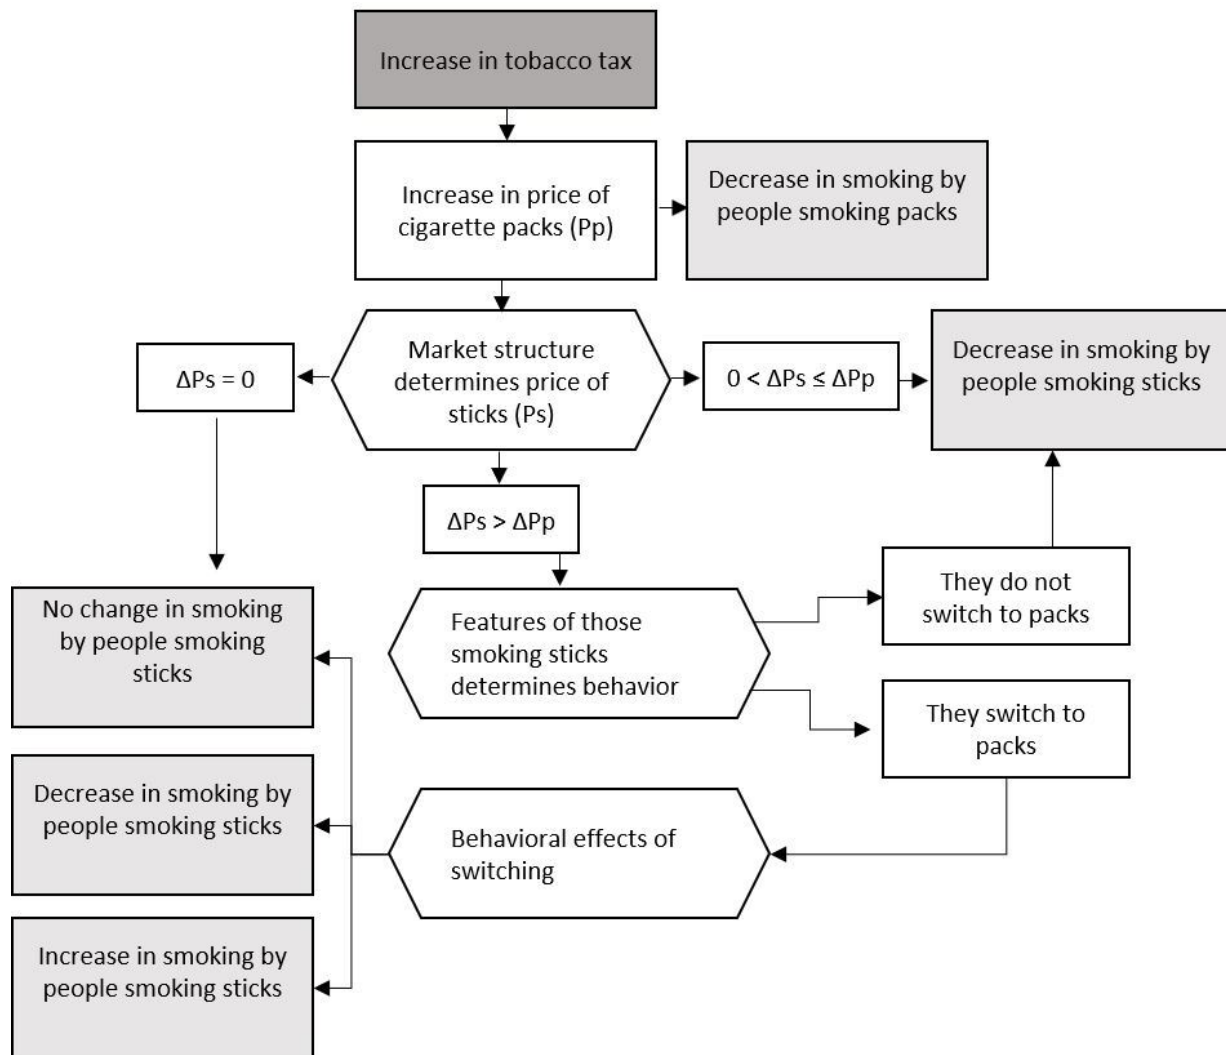 Increase in tobacco tax
Increase in price of
cigarette packs (Pp)
Decrease in smoking by
people smoking packs
Market structure
determines price of
sticks (Ps)
ΔPs = 0
0 < ΔPs ≤ ΔPp
Decrease in smoking by
people smoking sticks
ΔPs > ΔPp
No change in smoking
by people smoking
sticks
Features of those
smoking sticks
determines behavior
They do not
switch to packs
They switch to
packs
Decrease in smoking by
people smoking sticks
Behavioral effects of
switching
Increase in smoking by
people smoking sticks